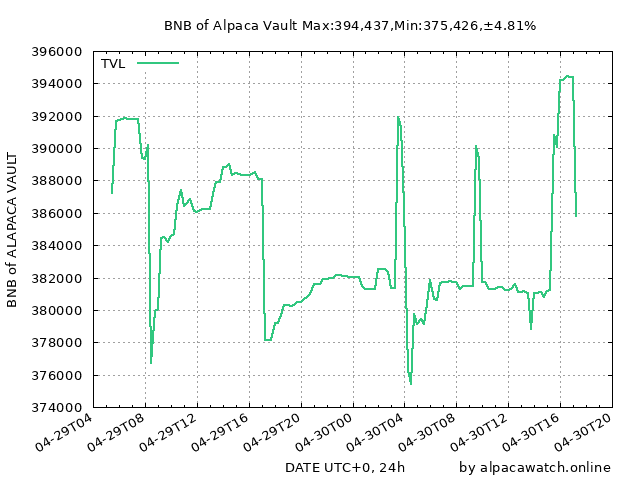 BNB of Alpaca Vault Max:394,437,Min:375,426,±4.81%
396000
394000
392000
390000
388000
386000
384000
382000
380000
378000
376000
374000
TVL
BNB of ALAPACA VAULT
04-29T04
04-29T08
04-29T12
04-29T16
04-29T20
04-30T00
04-30T04
04-30T08
04-30T12
04-30T16
04-30T20
DATE UTC+0, 24h
by alpacawatch.online